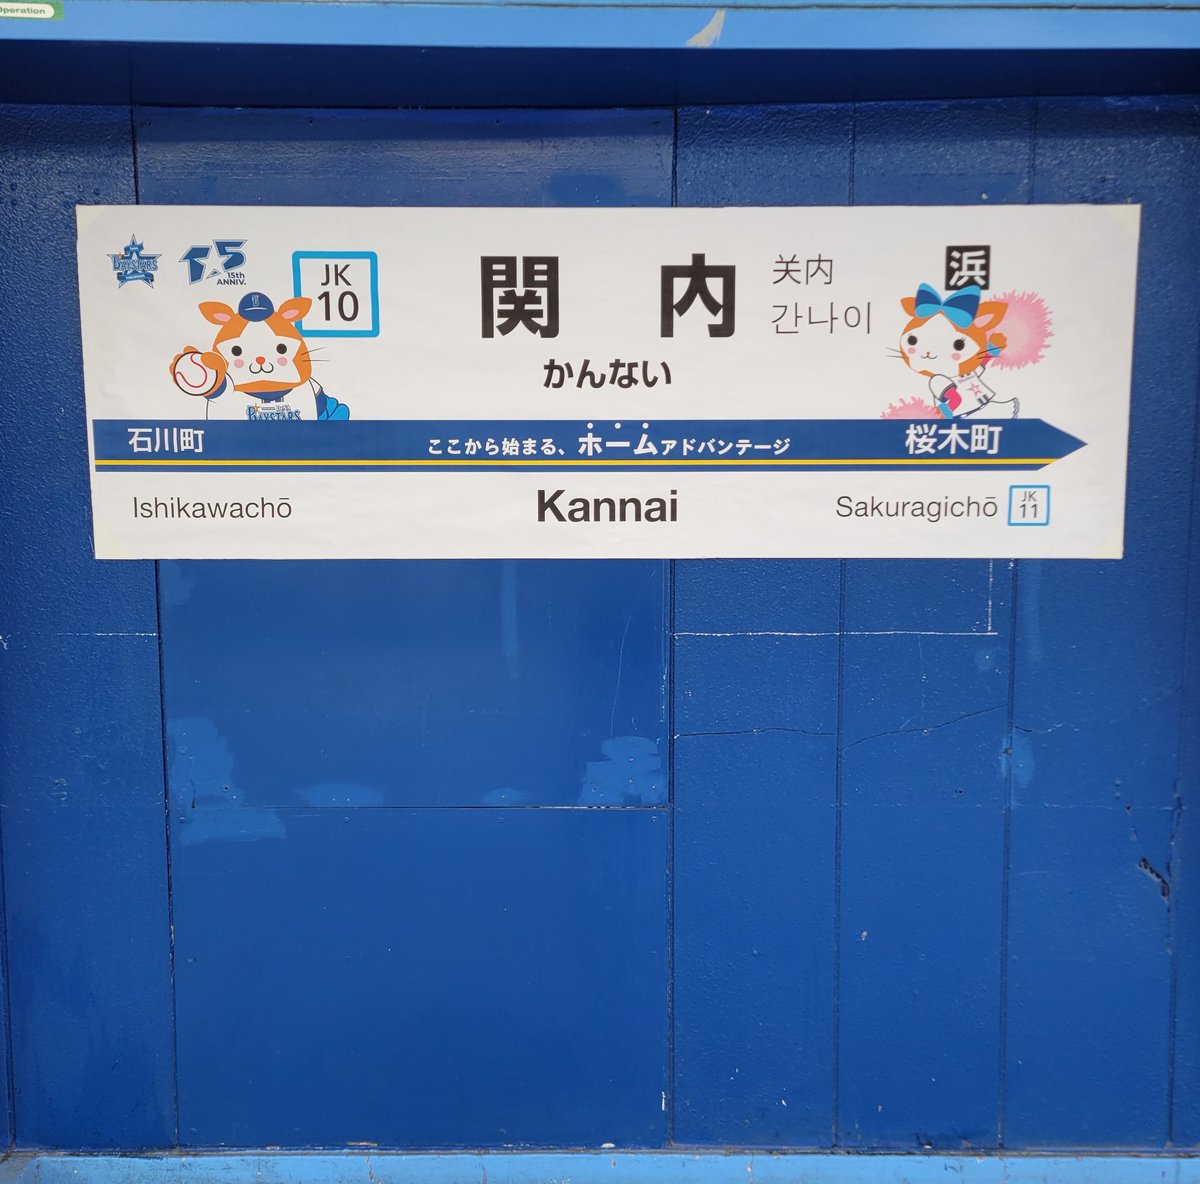 Operation
BAYSTARS
15
15th
ANNIV.
JK
10
関内
关内
간나이
浜
かんない
BAYSTARS
石川町
ここから始まる、ホームアドバンテージ
桜木町
Ishikawachō
Kannai
Sakuragichō
JK
11